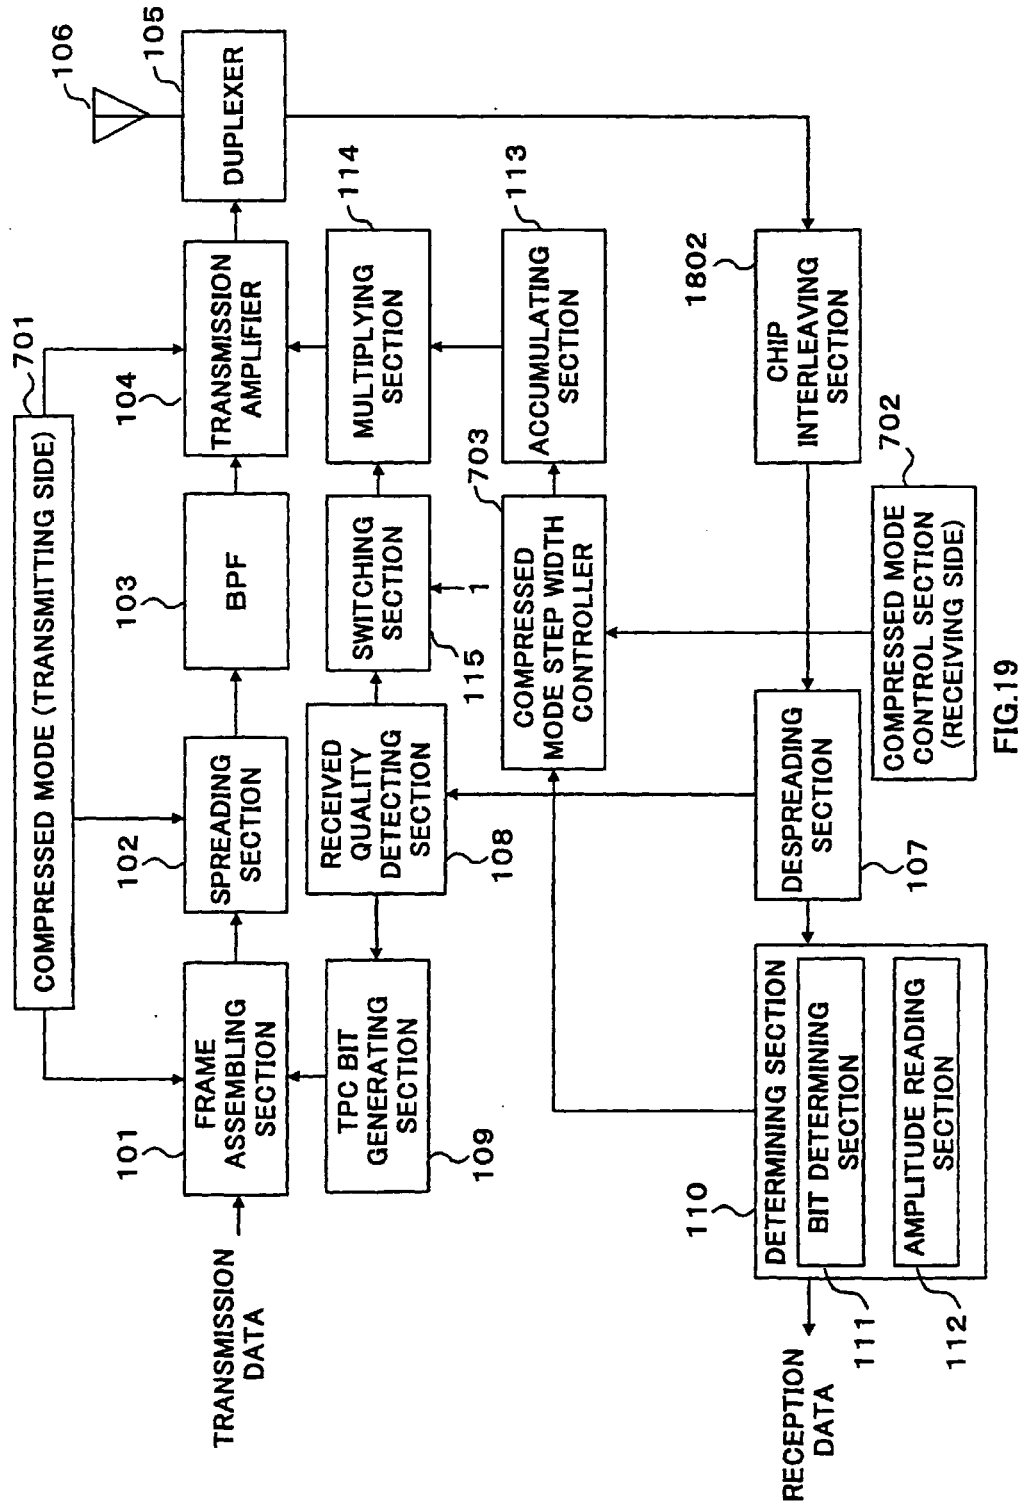 COMPRESSED MODE (TRANSMITTING SIDE)
701
106
105
DUPLEXER
TRANSMISSION
DATA
101
FRAME
ASSEMBLING
SECTION
102
SPREADING
SECTION
103
BPF
104
TRANSMISSION
AMPLIFIER
TPC BIT
GENERATING
SECTION
109
RECEIVED
QUALITY
DETECTING
SECTION
108
SWITCHING
SECTION
115
1
MULTIPLYING
SECTION
114
COMPRESSED
MODE STEP WIDTH
CONTROLLER
703
ACCUMULATING
SECTION
113
RECEPTION
DATA
110
DETERMINING SECTION
BIT DETERMINING
SECTION
111
AMPLITUDE READING
SECTION
112
DESPREADING
SECTION
107
CHIP
INTERLEAVING
SECTION
1802
COMPRESSED MODE
CONTROL SECTION
(RECEIVING SIDE)
702
FIG.19